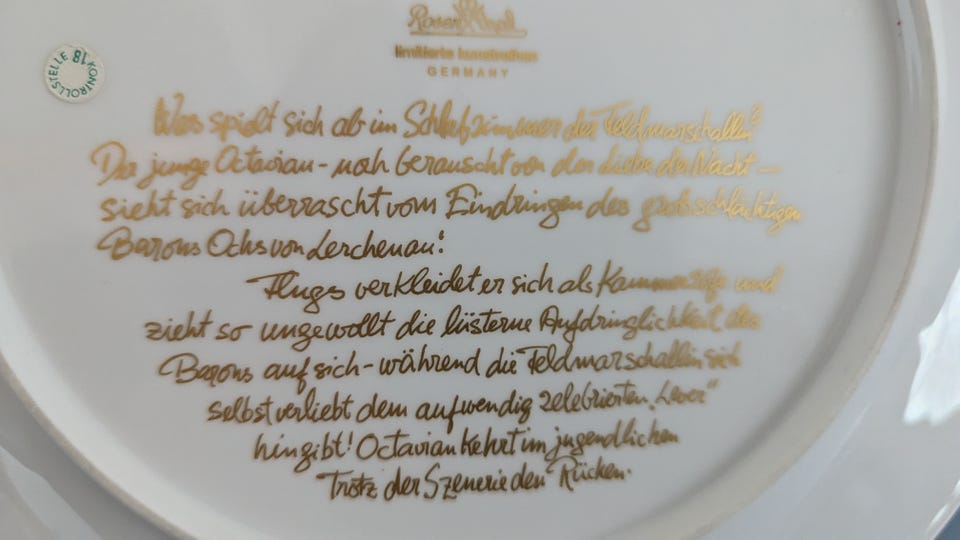 Rosenthal
limitierte kunstreihen
GERMANY
KONTROLLSTELLE 18
Was spielt sich ab im Schlafzimmer der Feldmarschallin?
Der junge Octavian - noch berauscht von der Liebe der Nacht -
sieht sich überrascht vom Eindringen des grobschlächtigen
Barons Ochs von Lerchenau!
Flugs verkleidet er sich als Kammerzofe und
zieht so ungewollt die lüsterne Aufdringlichkeit des
Barons auf sich - während die Feldmarschallin sich
selbstverliebt dem aufwendig zelebrierten „Lever“
hingibt! Octavian kehrt im jugendlichen
Trotz der Szenerie den Rücken.